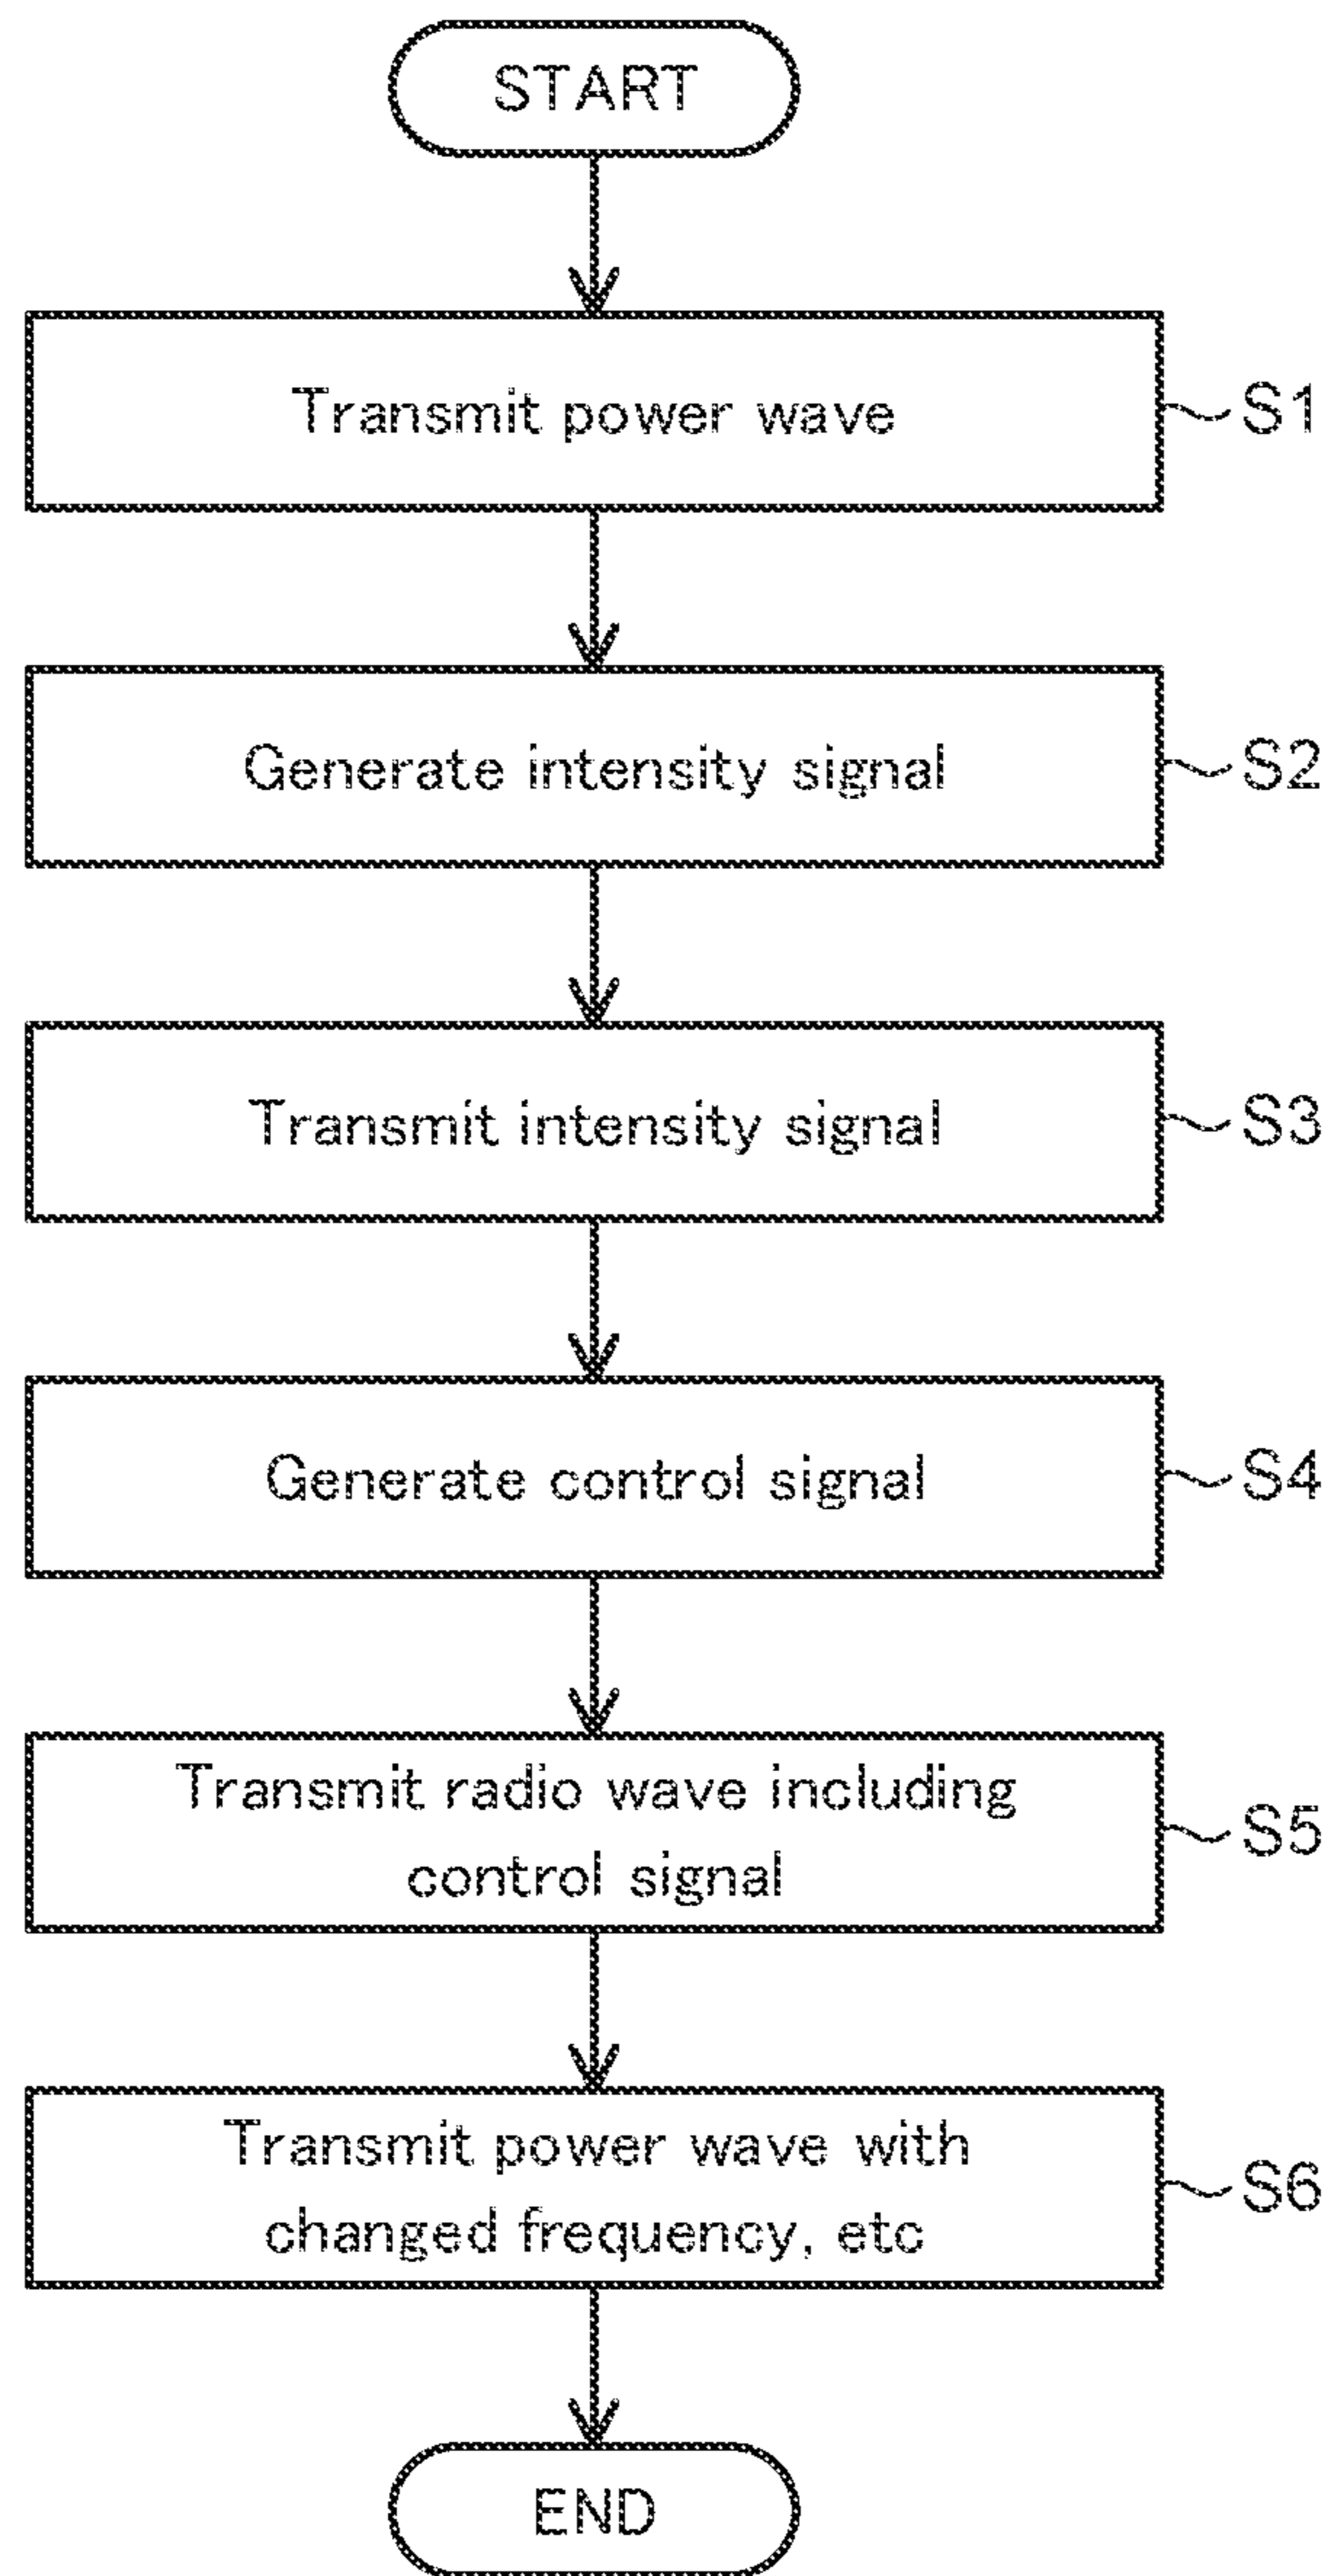 START
Transmit power wave
S1
Generate intensity signal
S2
Transmit intensity signal
S3
Generate control signal
S4
Transmit radio wave including
control signal
S5
Transmit power wave with
changed frequency, etc
S6
END